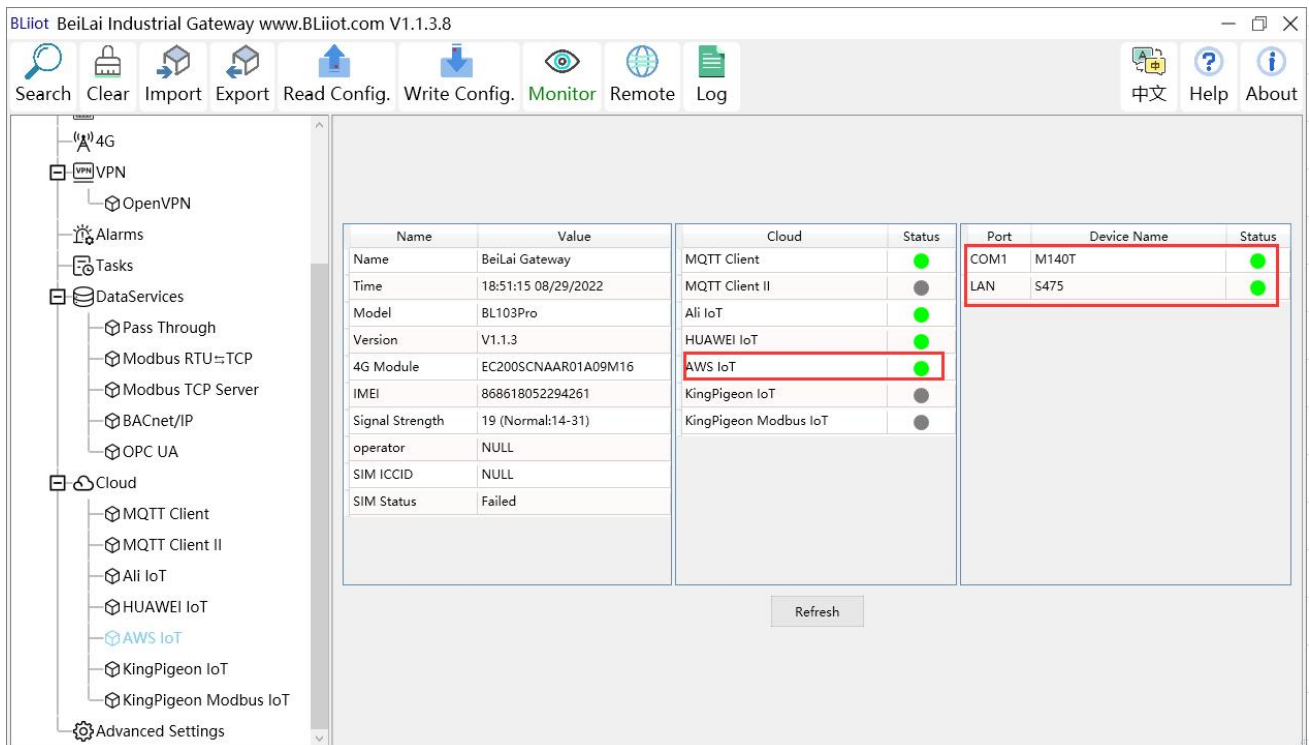 BLiiot BeiLai Industrial Gateway www.BLiiot.com V1.1.3.8
Search Clear Import Export Read Config. Write Config. Monitor Remote Log 中文 Help About
4G
VPN
OpenVPN
Alarms
Tasks
DataServices
Pass Through
Modbus RTU⇆TCP
Modbus TCP Server
BACnet/IP
OPC UA
Cloud
MQTT Client
MQTT Client II
Ali IoT
HUAWEI IoT
AWS IoT
KingPigeon IoT
KingPigeon Modbus IoT
Advanced Settings
Name Value
Name BeiLai Gateway
Time 18:51:15 08/29/2022
Model BL103Pro
Version V1.1.3
4G Module EC200SCNAAR01A09M16
IMEI 868618052294261
Signal Strength 19 (Normal:14-31)
operator NULL
SIM ICCID NULL
SIM Status Failed
Cloud Status
MQTT Client
MQTT Client II
Ali IoT
HUAWEI IoT
AWS IoT
KingPigeon IoT
KingPigeon Modbus IoT
Port Device Name Status
COM1 M140T
LAN S475
Refresh